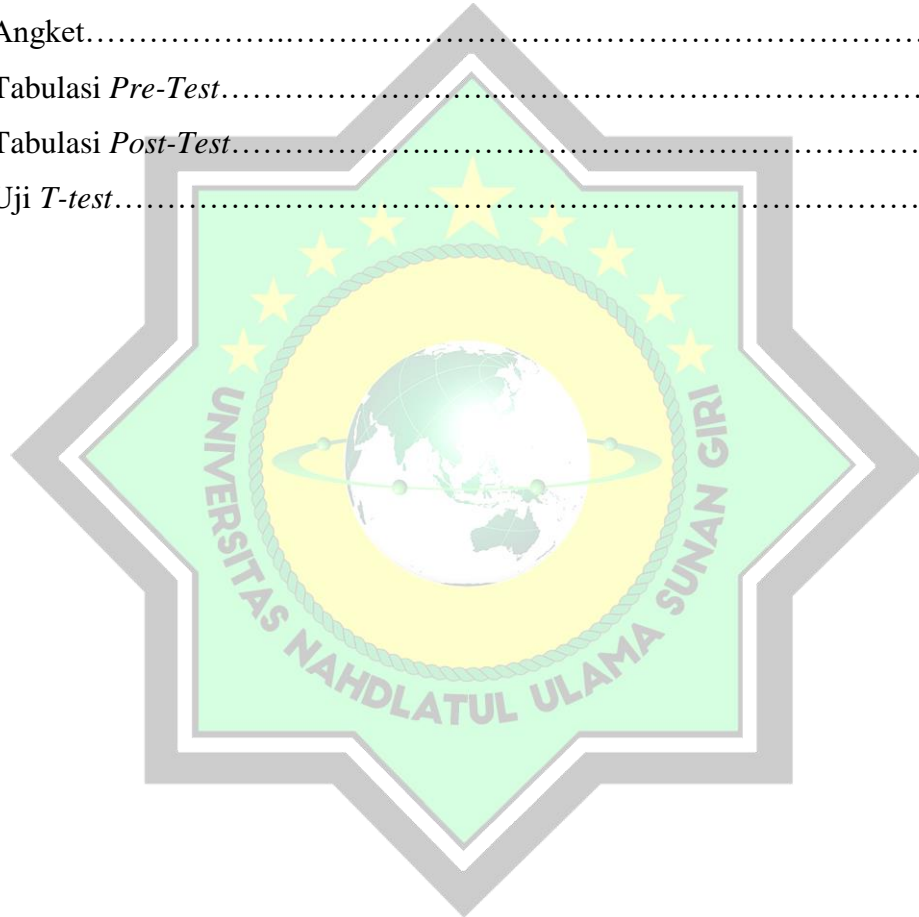 Angket……………………………………………………………………
Tabulasi Pre-Test…………………………………………………………
Tabulasi Post-Test…………………………………………………………
Uji T-test……………………………………………………………………
UNIVERSITAS NAHDLATUL ULAMA SUNAN GIRI